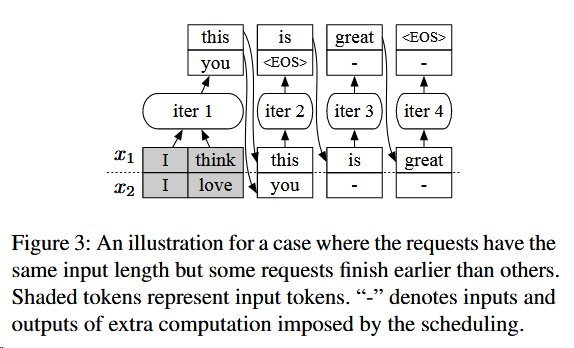 this is great <EOS>
you <EOS> - -
iter 1 iter 2 iter 3 iter 4
x1 I think this is great
x2 I love you - -
Figure 3: An illustration for a case where the requests have the
same input length but some requests finish earlier than others.
Shaded tokens represent input tokens. “-” denotes inputs and
outputs of extra computation imposed by the scheduling.